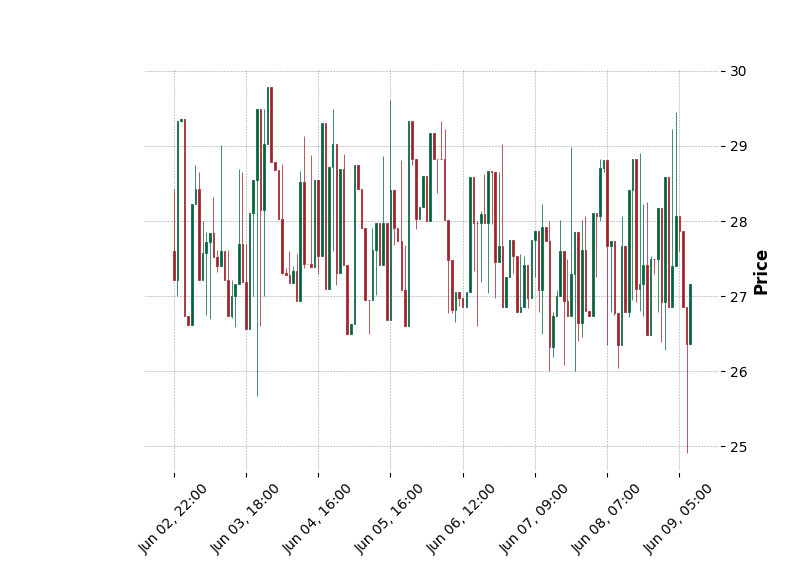 30
29
28
27
26
25
Price
Jun 02, 22:00
Jun 03, 18:00
Jun 04, 16:00
Jun 05, 16:00
Jun 06, 12:00
Jun 07, 09:00
Jun 08, 07:00
Jun 09, 05:00